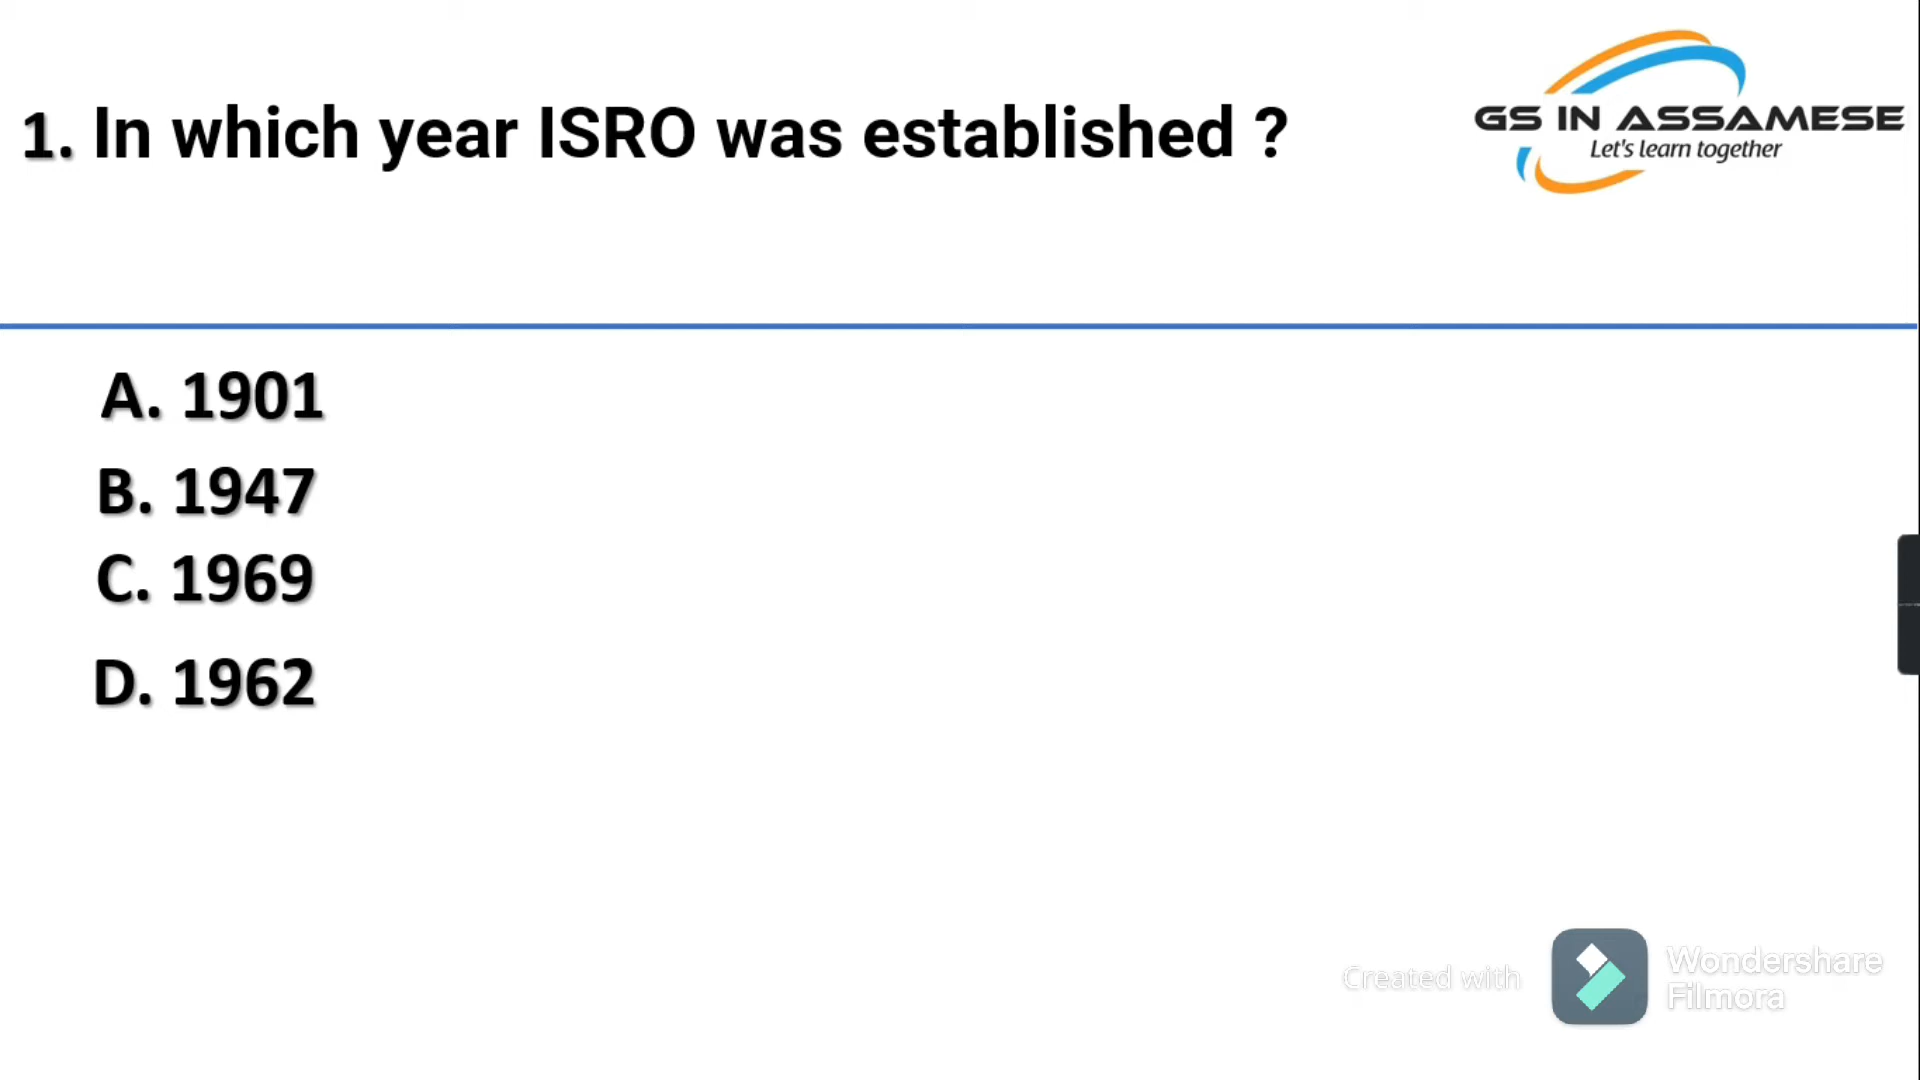 1. In which year ISRO was established ?
GS IN ASSAMESE
Let's learn together
A. 1901
B. 1947
C. 1969
D. 1962
Created with
Wondershare
Filmora